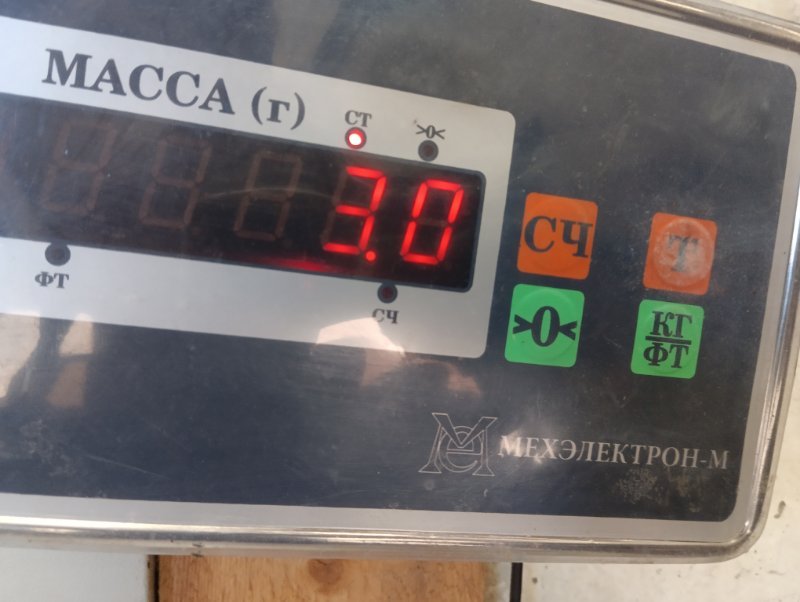 МАССА (г)
СТ >0<
3.0
ФТ СЧ
СЧ Т
>0< КГ
ФТ
МЕХЭЛЕКТРОН-М